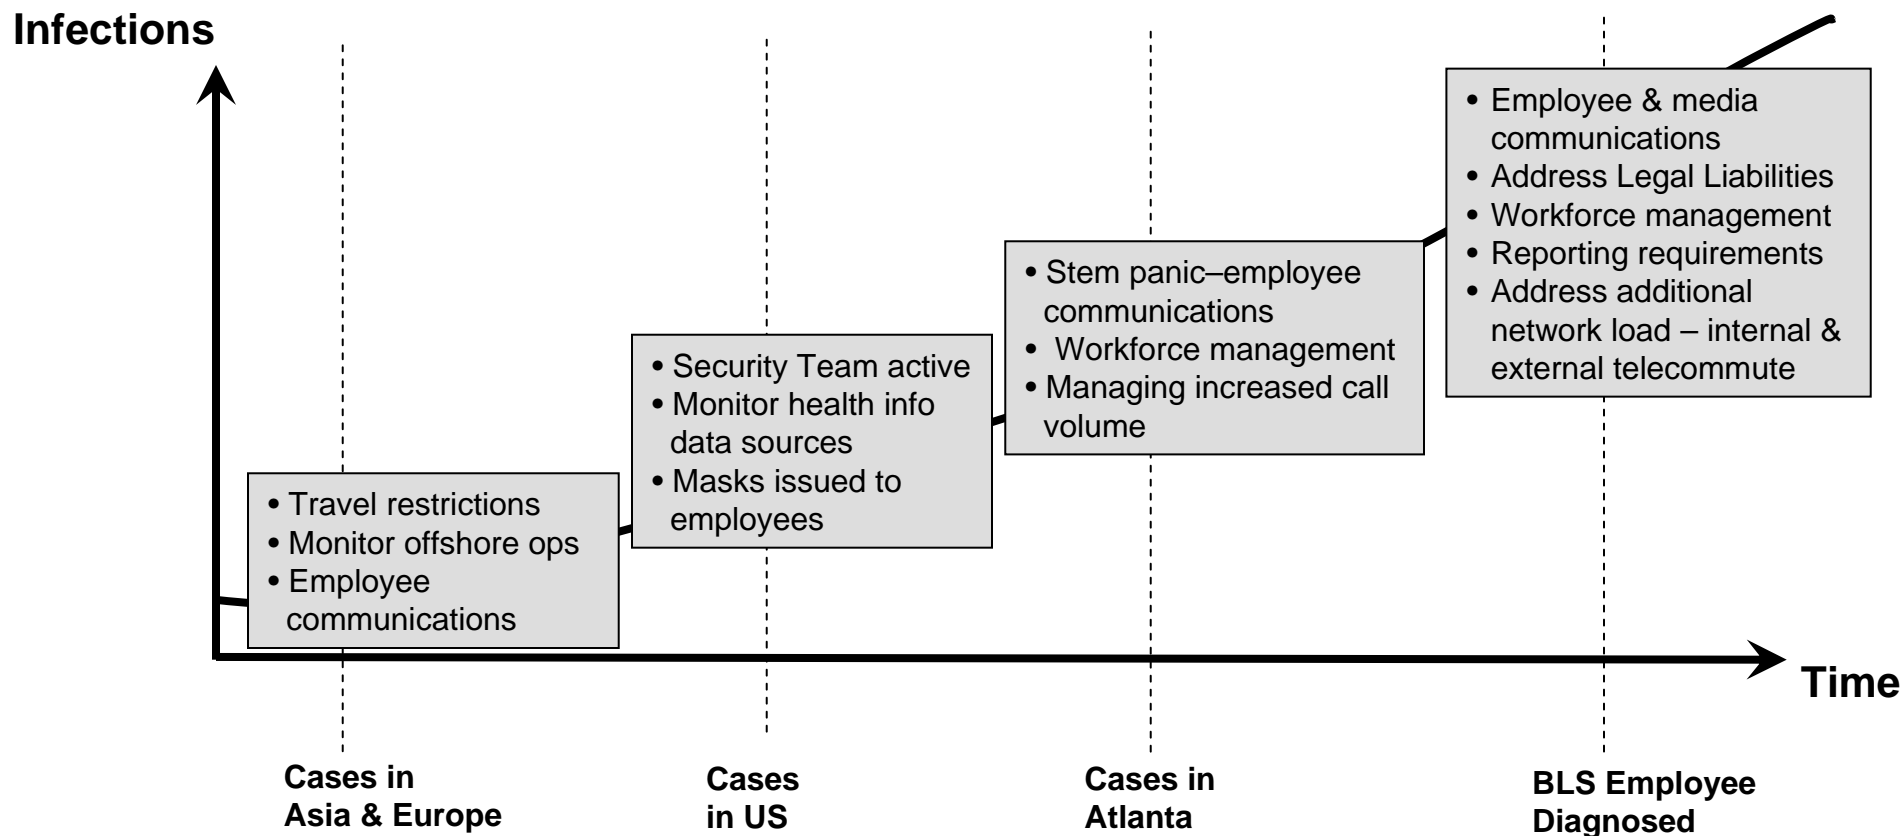 Infections
• Travel restrictions
• Monitor offshore ops
• Employee
communications
• Security Team active
• Monitor health info
data sources
• Masks issued to
employees
• Stem panic–employee
communications
• Workforce management
• Managing increased call
volume
• Employee & media
communications
• Address Legal Liabilities
• Workforce management
• Reporting requirements
• Address additional
network load – internal &
external telecommute
Time
Cases in
Asia & Europe
Cases
in US
Cases in
Atlanta
BLS Employee
Diagnosed